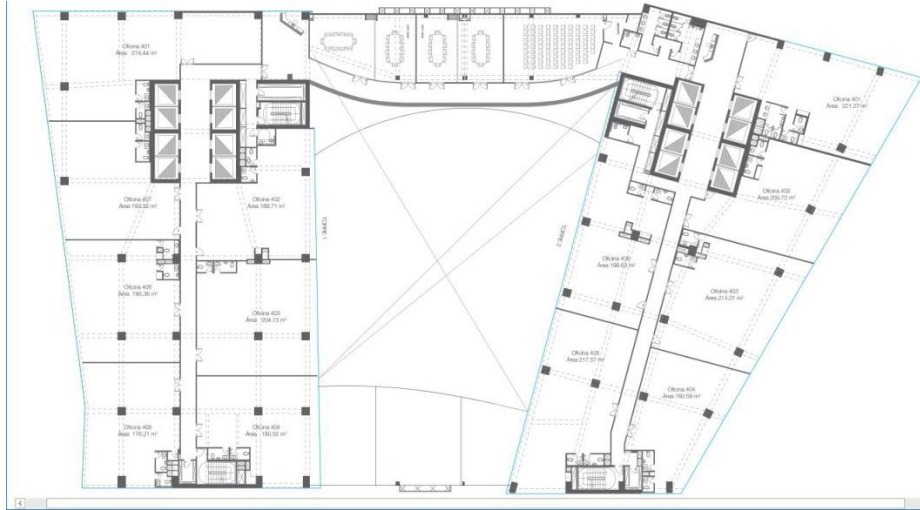 Oficina 401
Área 274.44 m²
Oficina 407
Área 193.32 m²
Oficina 402
Área 188.71 m²
Oficina 406
Área 195.36 m²
Oficina 403
Área 204.73 m²
Oficina 405
Área 176.21 m²
Oficina 404
Área 160.55 m²
TORRE 1
TORRE 2
Oficina 401
Área 221.27 m²
Oficina 402
Área 200.72 m²
Oficina 406
Área 198.63 m²
Oficina 403
Área 214.01 m²
Oficina 405
Área 217.57 m²
Oficina 404
Área 160.59 m²